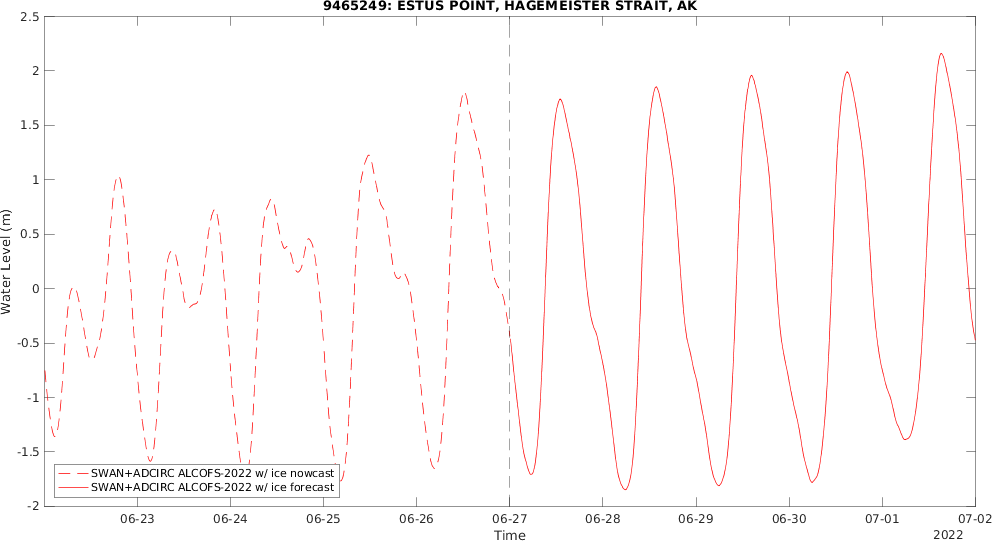 9465249: ESTUS POINT, HAGEMEISTER STRAIT, AK
2.5
2
1.5
1
0.5
0
-0.5
-1
-1.5
-2
Water Level (m)
SWAN+ADCIRC ALCOFS-2022 w/ ice nowcast
SWAN+ADCIRC ALCOFS-2022 w/ ice forecast
06-23 06-24 06-25 06-26 06-27 06-28 06-29 06-30 07-01 07-02
Time
2022